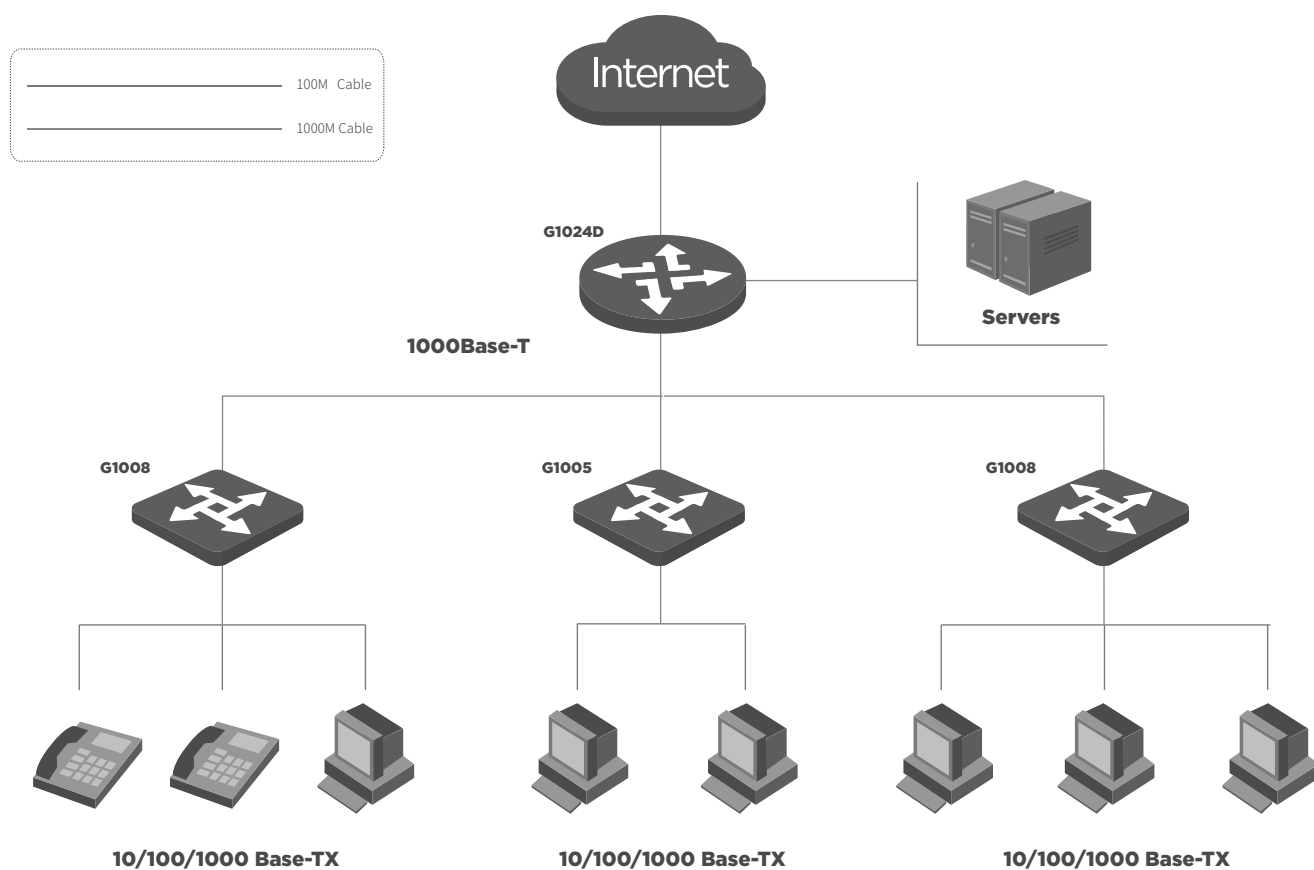 100M Cable
1000M Cable
Internet
G1024D
Servers
1000Base-T
G1008
G1005
G1008
10/100/1000 Base-TX
10/100/1000 Base-TX
10/100/1000 Base-TX